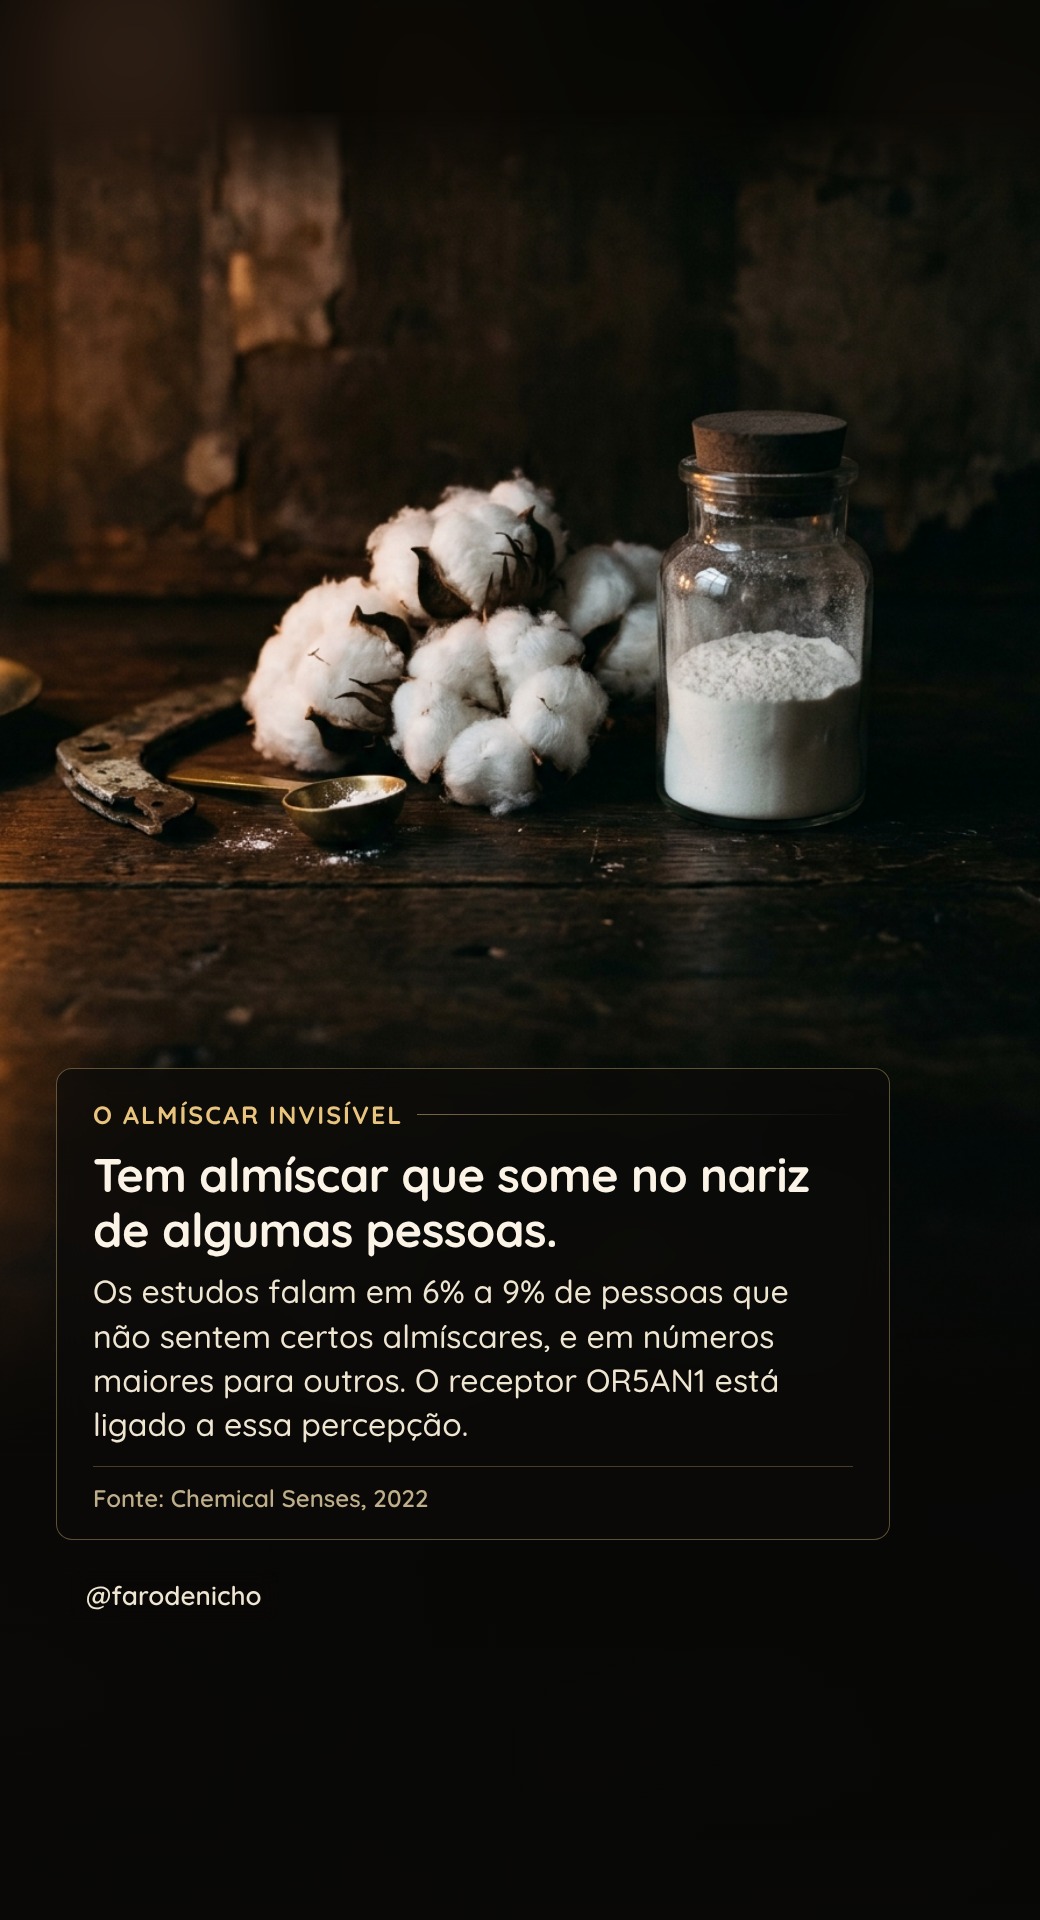 O ALMÍSCAR INVISÍVEL
Tem almíscar que some no nariz
de algumas pessoas.
Os estudos falam em 6% a 9% de pessoas que
não sentem certos almíscares, e em números
maiores para outros. O receptor OR5AN1 está
ligado a essa percepção.
Fonte: Chemical Senses, 2022
@farodenicho